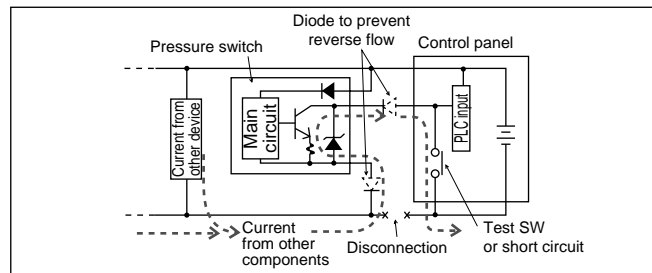 Diode to prevent
reverse flow
Pressure switch
Control panel
Main
circuit
PLC input
Current from
other device
Current
from other
components
Disconnection
Test SW
or short circuit